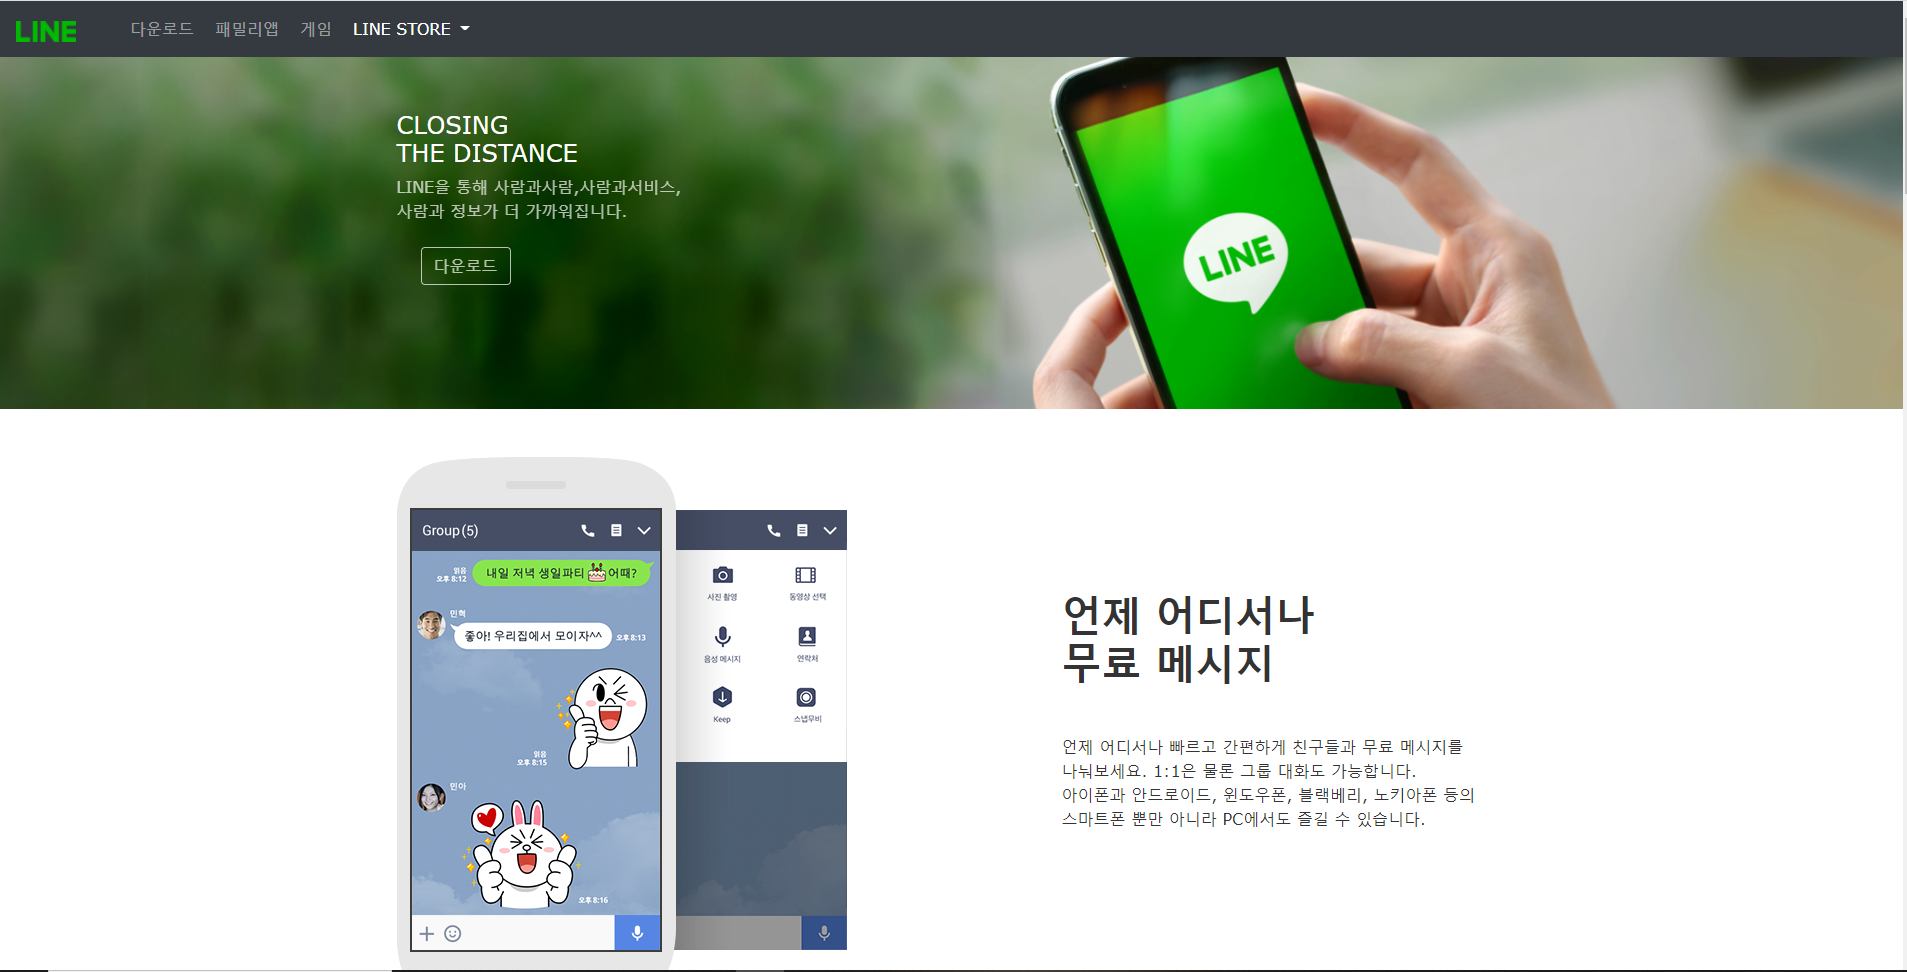 LINE 다운로드 패밀리앱 게임 LINE STORE
CLOSING
THE DISTANCE
LINE을 통해 사람과사람,사람과서비스,
사람과 정보가 더 가까워집니다.
다운로드
LINE
Group(5)
내일 저녁 생일파티 어때?
읽음
오후 8:12
민혁
좋아! 우리집에서 모이자^^
오후 8:13
읽음
오후 8:15
민아
오후 8:16
사진 촬영
동영상 선택
음성 메시지
연락처
Keep
스냅무비
언제 어디서나
무료 메시지
언제 어디서나 빠르고 간편하게 친구들과 무료 메시지를
나눠보세요. 1:1은 물론 그룹 대화도 가능합니다.
아이폰과 안드로이드, 윈도우폰, 블랙베리, 노키아폰 등의
스마트폰 뿐만 아니라 PC에서도 즐길 수 있습니다.